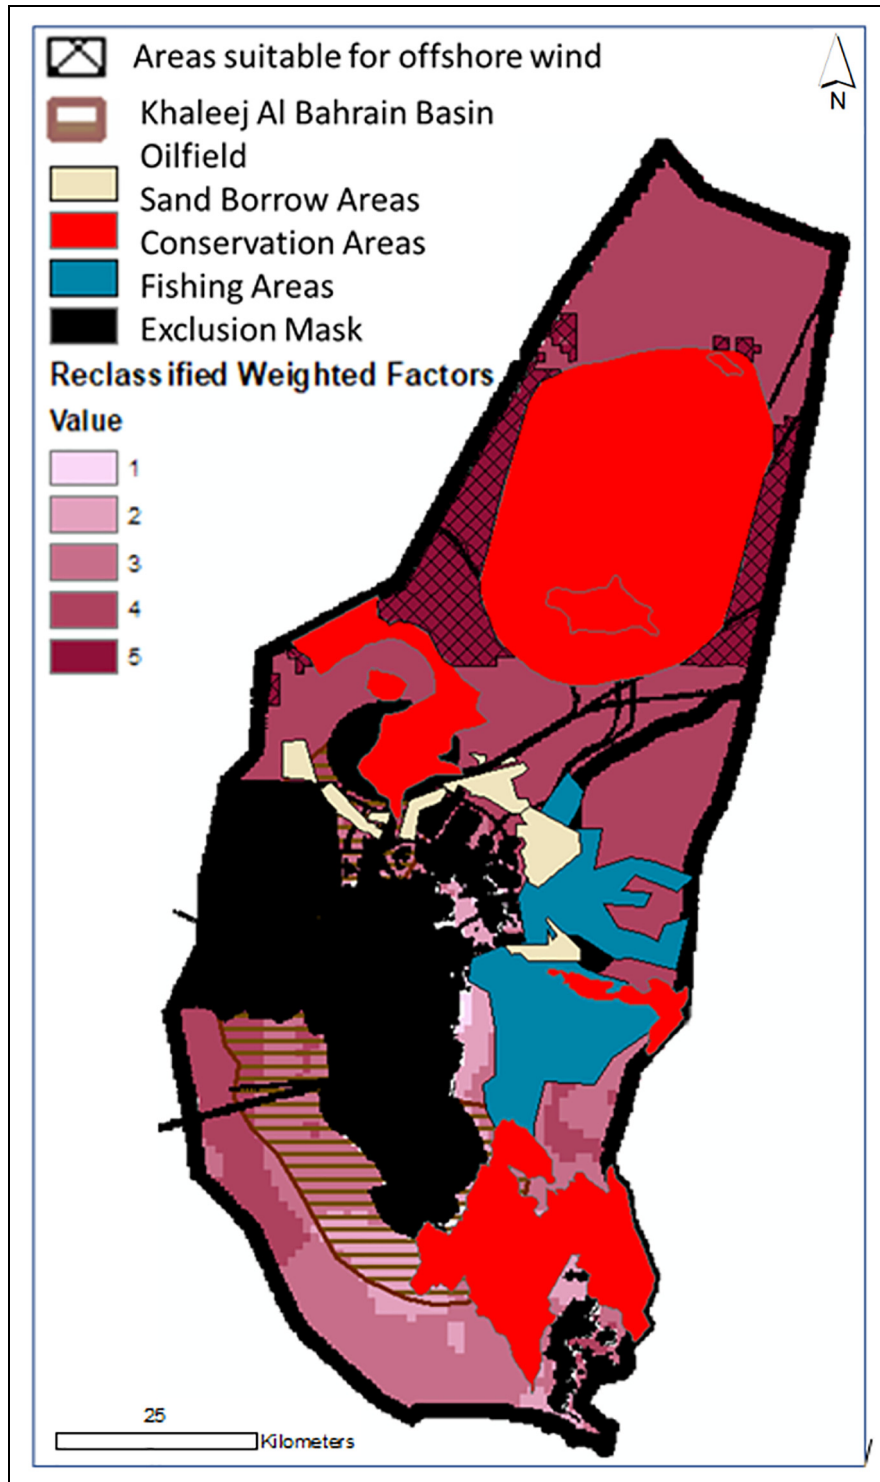 Areas suitable for offshore wind
N
Khaleej Al Bahrain Basin
Oilfield
Sand Borrow Areas
Conservation Areas
Fishing Areas
Exclusion Mask
Reclassified Weighted Factors
Value
1
2
3
4
5
25
Kilometers